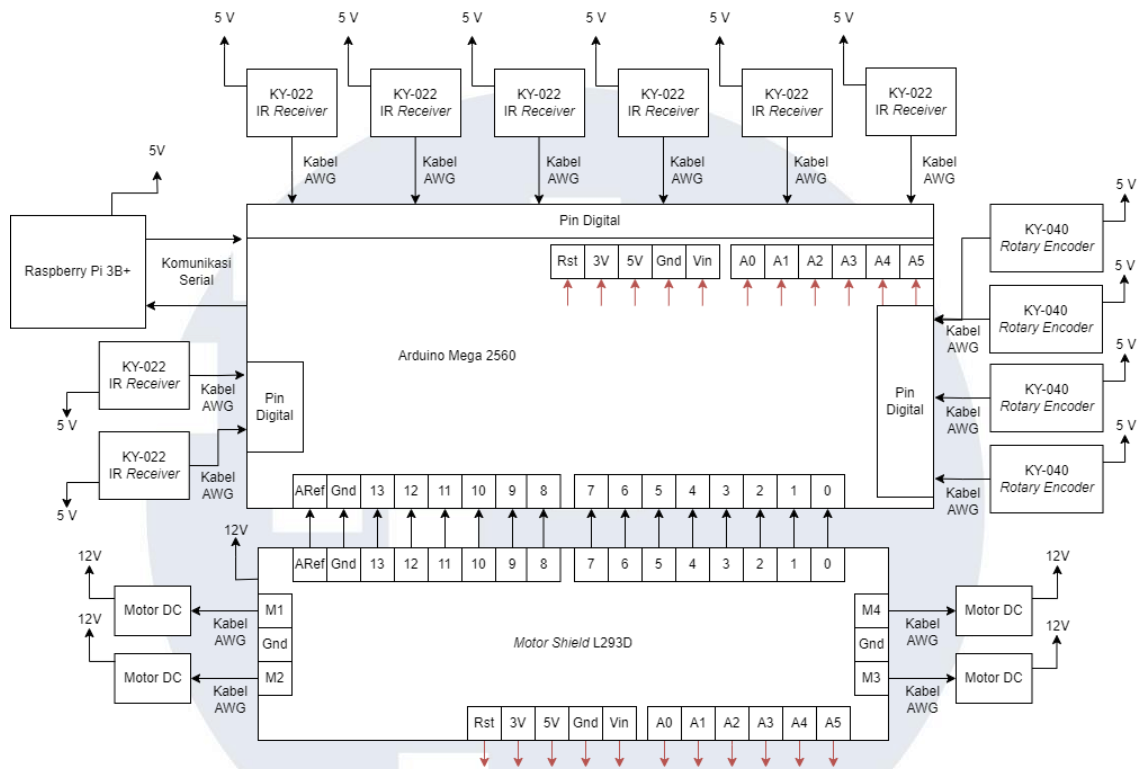 5 V
5 V
5 V
5 V
5 V
5 V
KY-022
IR Receiver
KY-022
IR Receiver
KY-022
IR Receiver
KY-022
IR Receiver
KY-022
IR Receiver
KY-022
IR Receiver
Kabel
AWG
Kabel
AWG
Kabel
AWG
Kabel
AWG
Kabel
AWG
Kabel
AWG
5V
Raspberry Pi 3B+
Komunikasi
Serial
Pin Digital
Rst 3V 5V Gnd Vin A0 A1 A2 A3 A4 A5
Arduino Mega 2560
5 V
KY-040
Rotary Encoder
5 V
KY-040
Rotary Encoder
Kabel
AWG
5 V
KY-040
Rotary Encoder
Kabel
AWG
5 V
KY-040
Rotary Encoder
Kabel
AWG
Pin
Digital
KY-022
IR Receiver
Kabel
AWG
5 V
KY-022
IR Receiver
Kabel
AWG
5 V
Pin
Digital
ARef Gnd 13 12 11 10 9 8 7 6 5 4 3 2 1 0
12V
ARef Gnd 13 12 11 10 9 8 7 6 5 4 3 2 1 0
12V
Motor DC
Kabel
AWG
12V
Motor DC
Kabel
AWG
M1
Gnd
M2
Motor Shield L293D
M4
Gnd
M3
12V
Motor DC
Kabel
AWG
12V
Motor DC
Kabel
AWG
Rst 3V 5V Gnd Vin A0 A1 A2 A3 A4 A5